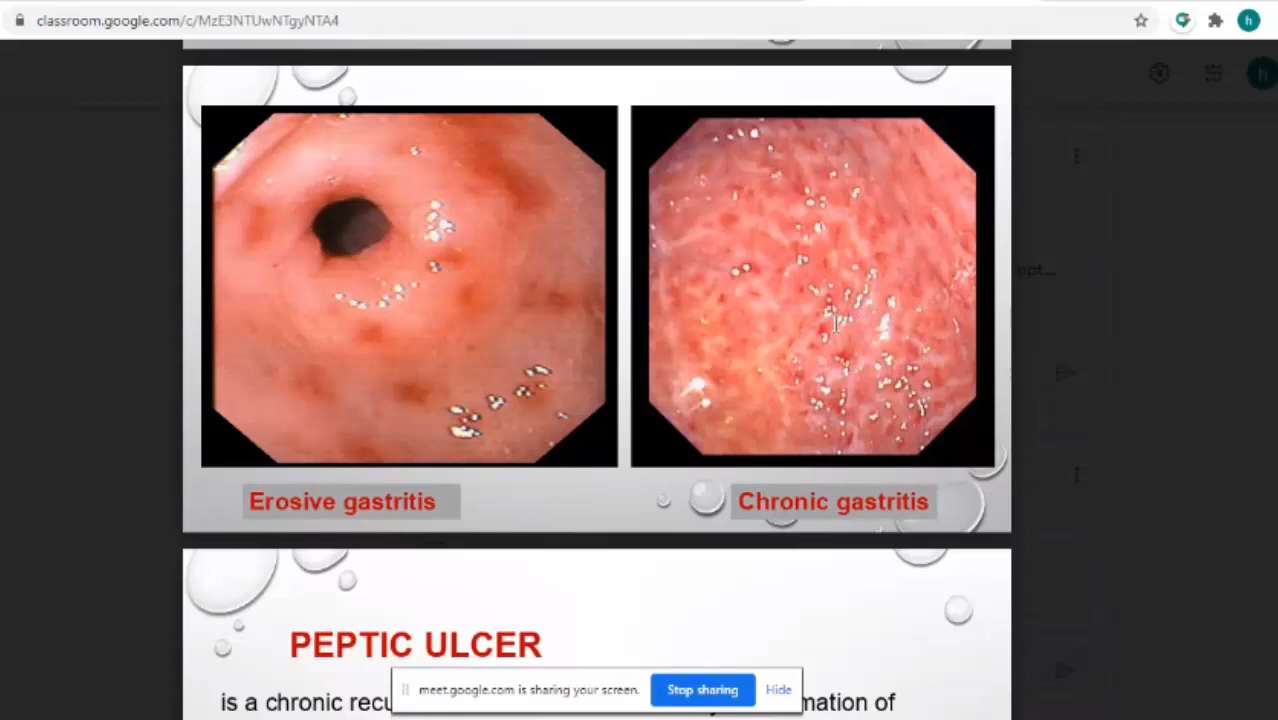 classroom.google.com/c/MzE3NTUwNTgyNTA4
h
h
opt...
Erosive gastritis
Chronic gastritis
PEPTIC ULCER
is a chronic recu
mation of
meet.google.com is sharing your screen.
Stop sharing
Hide